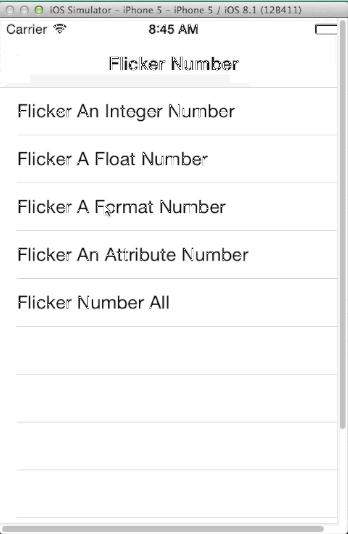 iOS Simulator - iPhone 5 - iPhone 5 / iOS 8.1 (12B411)
Carrier 8:45 AM
Flicker Number
Flicker An Integer Number
Flicker A Float Number
Flicker A Format Number
Flicker An Attribute Number
Flicker Number All